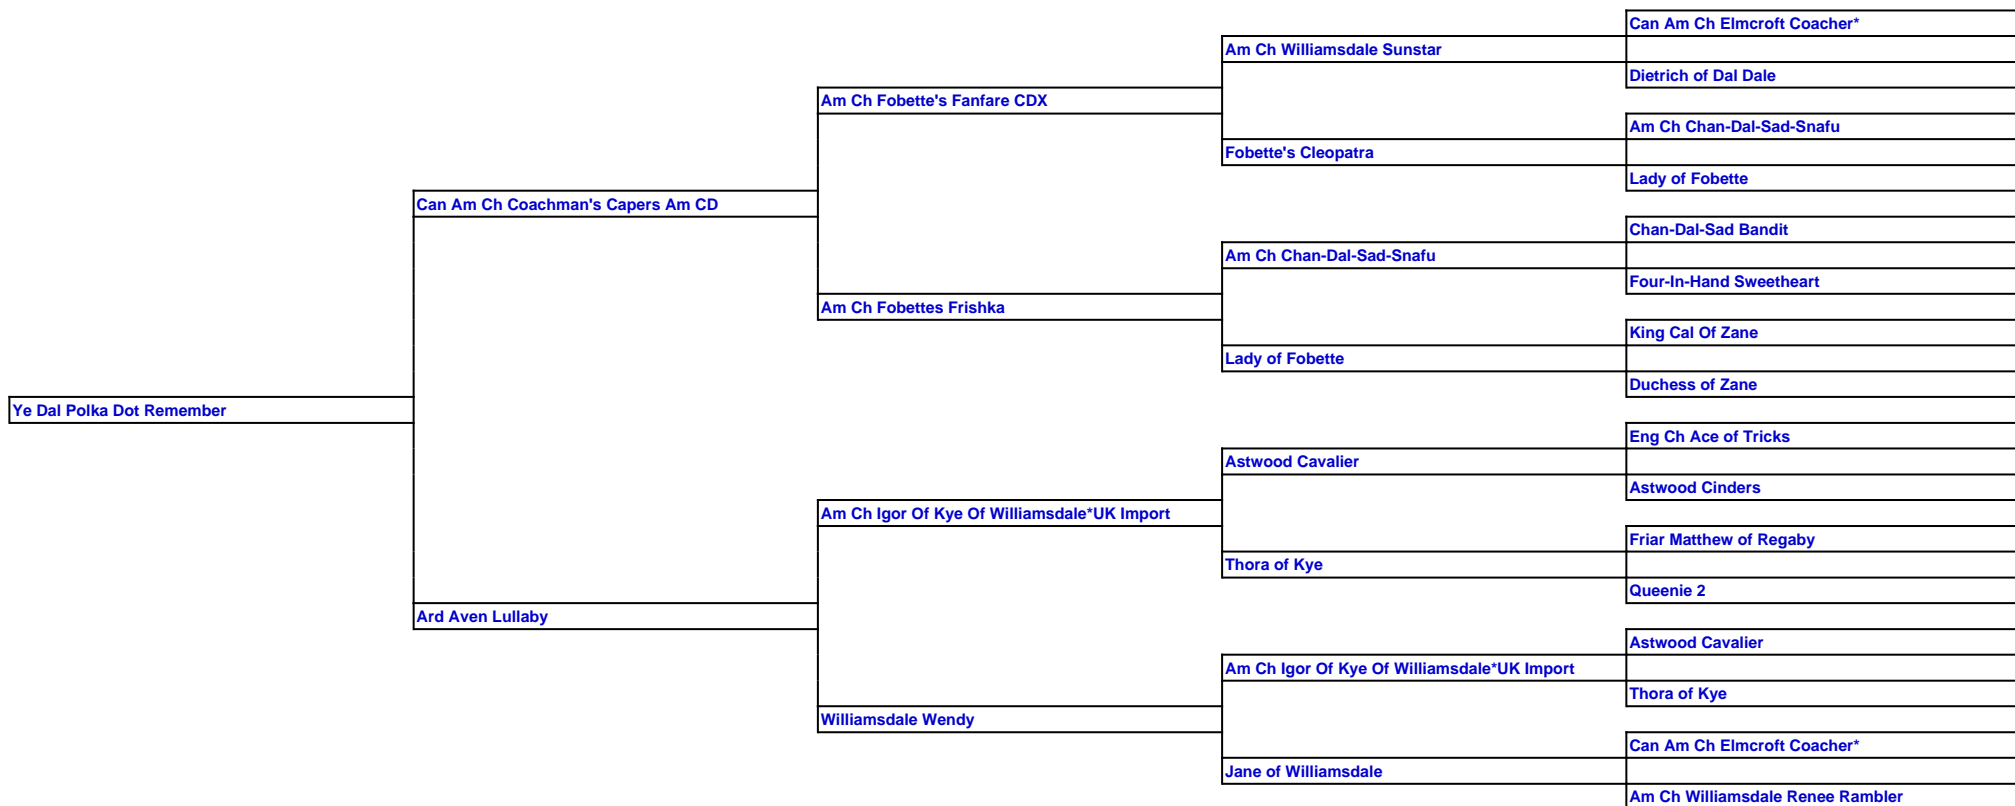 Can Am Ch Elmcroft Coacher*
Am Ch Williamsdale Sunstar
Dietrich of Dal Dale
Am Ch Fobette's Fanfare CDX
Am Ch Chan-Dal-Sad-Snafu
Fobette's Cleopatra
Lady of Fobette
Can Am Ch Coachman's Capers Am CD
Chan-Dal-Sad Bandit
Am Ch Chan-Dal-Sad-Snafu
Four-In-Hand Sweetheart
Am Ch Fobettes Frishka
King Cal Of Zane
Lady of Fobette
Duchess of Zane
Ye Dal Polka Dot Remember
Eng Ch Ace of Tricks
Astwood Cavalier
Astwood Cinders
Am Ch Igor Of Kye Of Williamsdale*UK Import
Friar Matthew of Regaby
Thora of Kye
Queenie 2
Ard Aven Lullaby
Astwood Cavalier
Am Ch Igor Of Kye Of Williamsdale*UK Import
Thora of Kye
Williamsdale Wendy
Can Am Ch Elmcroft Coacher*
Jane of Williamsdale
Am Ch Williamsdale Renee Rambler